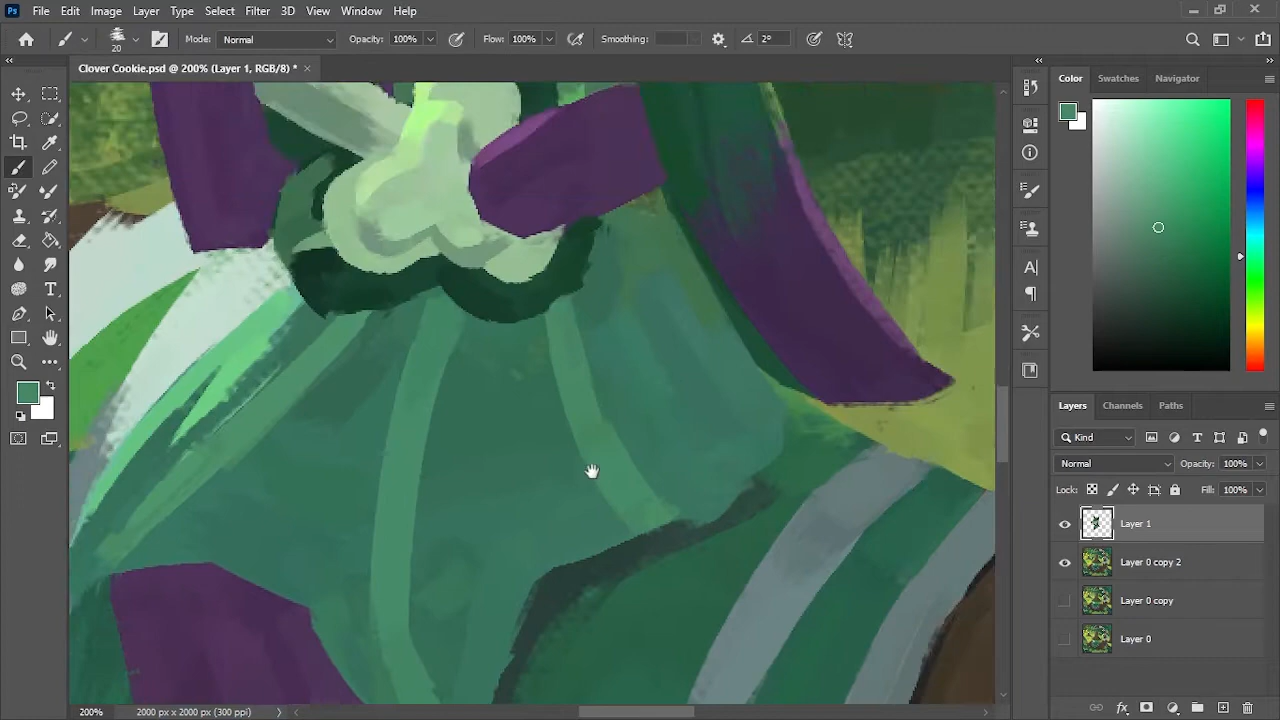 Ps File Edit Image Layer Type Select Filter 3D View Window Help
20 Mode: Normal Opacity: 100% Flow: 100% Smoothing: 2°
Clover Cookie.psd @ 200% (Layer 1, RGB/8) * ×
Color Swatches Navigator
Layers Channels Paths
Kind
Normal Opacity: 100%
Lock: Fill: 100%
Layer 1
Layer 0 copy 2
Layer 0 copy
Layer 0
200% 2000 px x 2000 px (300 ppi)